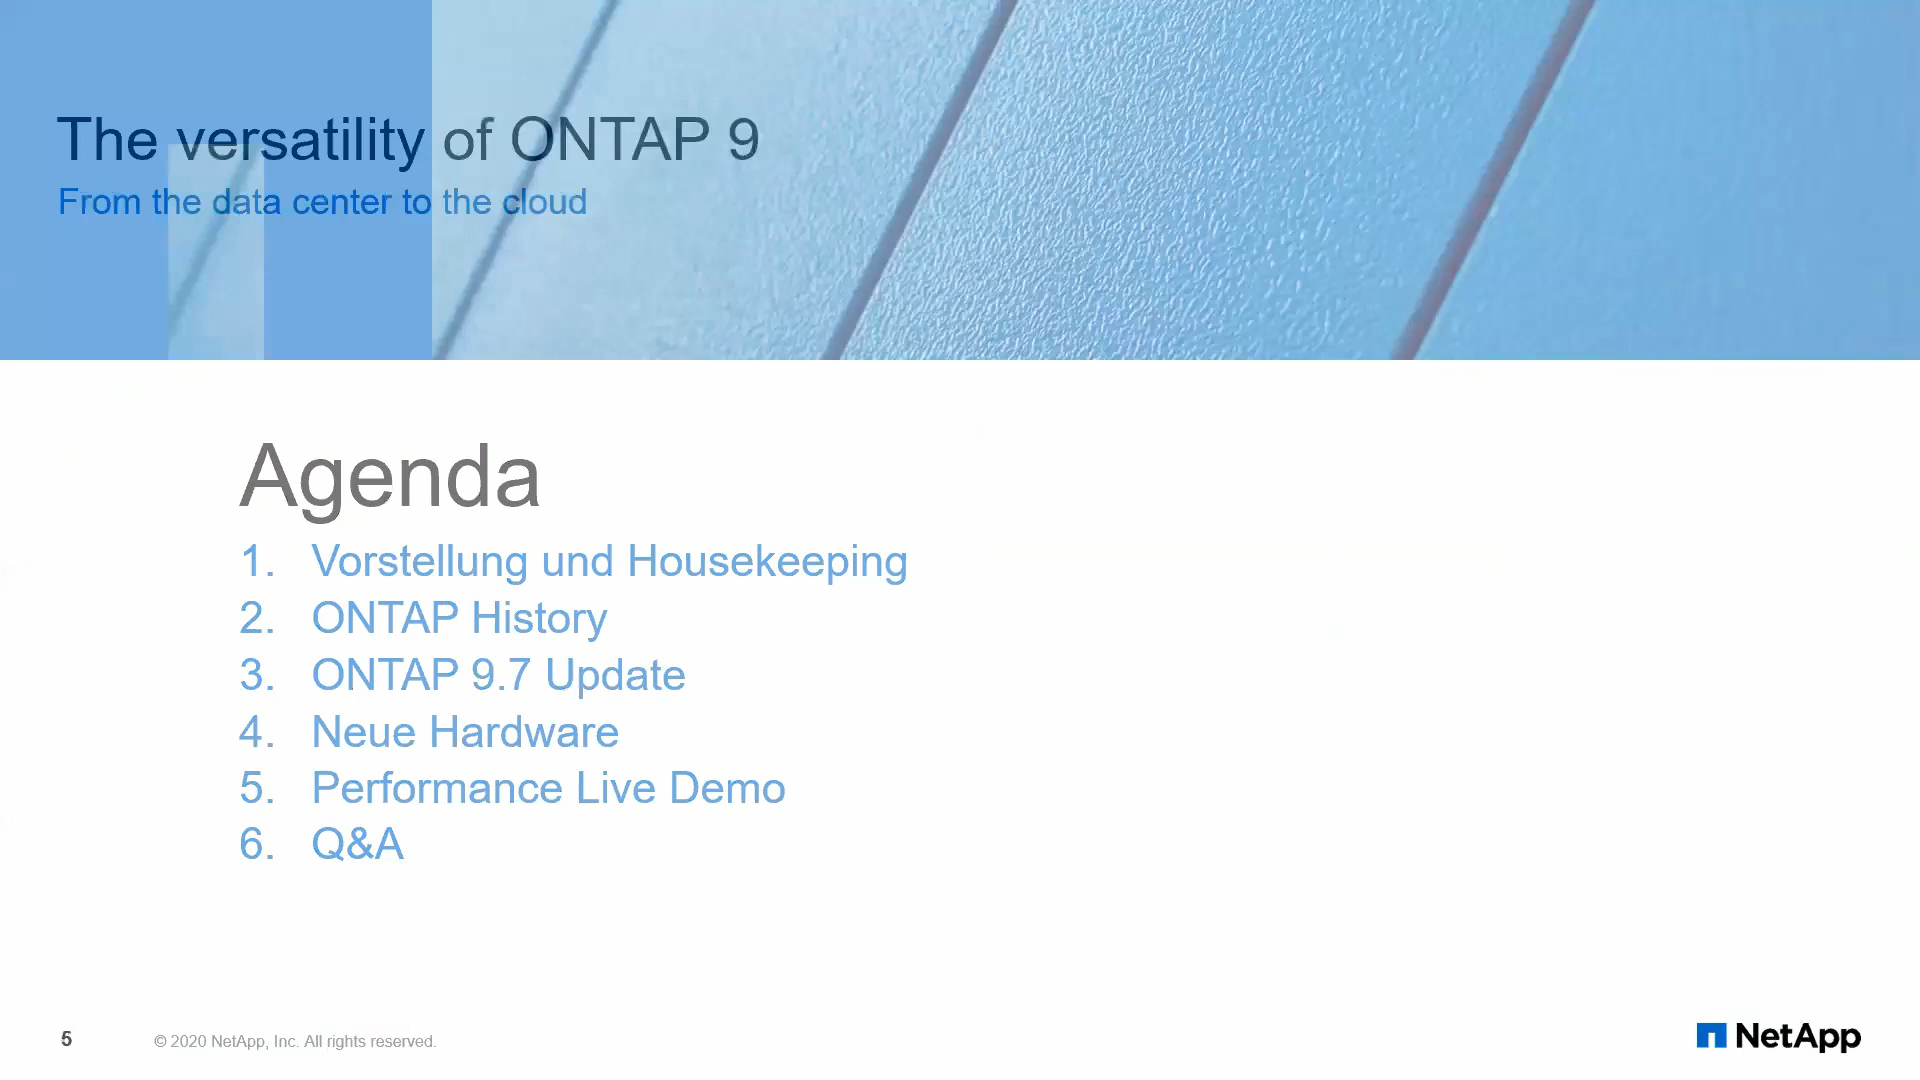 The versatility of ONTAP 9
From the data center to the cloud
Agenda
1. Vorstellung und Housekeeping
2. ONTAP History
3. ONTAP 9.7 Update
4. Neue Hardware
5. Performance Live Demo
6. Q&A
5 © 2020 NetApp, Inc. All rights reserved.
NetApp